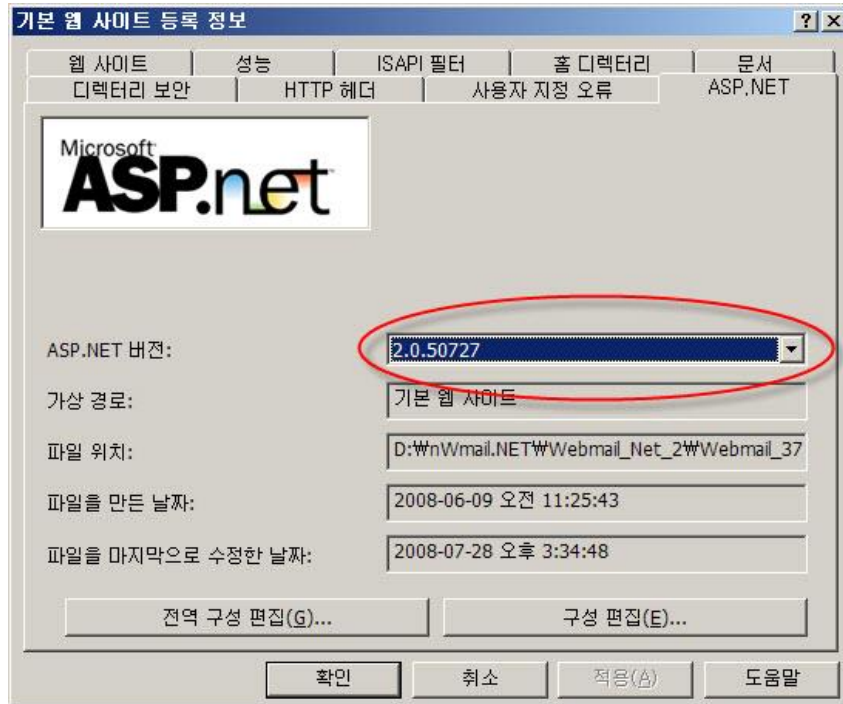 기본 웹 사이트 등록 정보
웹 사이트 성능 ISAPI 필터 홈 디렉터리 문서
디렉터리 보안 HTTP 헤더 사용자 지정 오류 ASP.NET
Microsoft
ASP.net
ASP.NET 버전: 2.0.50727
가상 경로: 기본 웹 사이트
파일 위치: D:₩nWmail.NET₩Webmail_Net_2₩Webmail_37
파일을 만든 날짜: 2008-06-09 오전 11:25:43
파일을 마지막으로 수정한 날짜: 2008-07-28 오후 3:34:48
전역 구성 편집(G)... 구성 편집(E)...
확인 취소 적용(A) 도움말